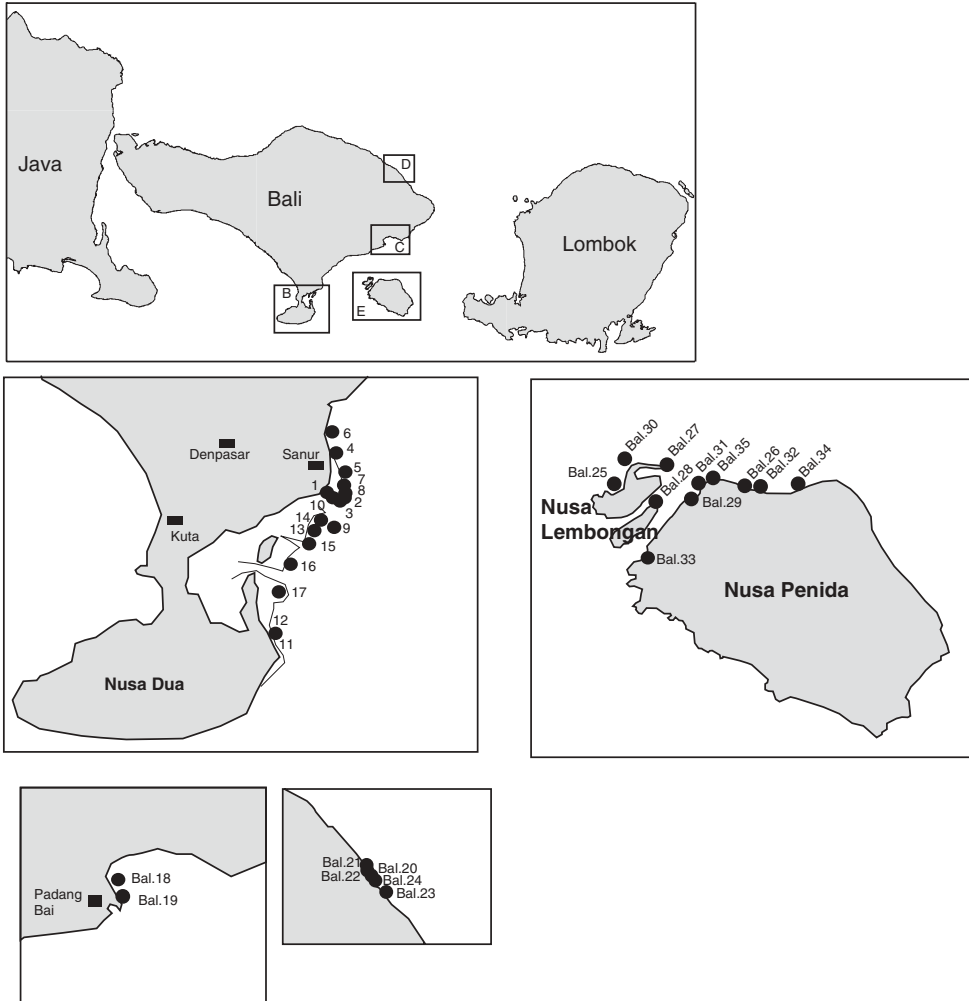 Java
Bali
Lombok
D
C
B
E
Denpasar
Sanur
Kuta
Nusa Dua
6
4
5
7
8
1
10
2
3
14
9
13
15
16
17
12
11
Bal.30
Bal.27
Bal.25
Bal.28
Bal.31
Bal.35
Bal.26
Bal.32
Bal.34
Bal.29
Nusa
Lembongan
Bal.33
Nusa Penida
Padang
Bai
Bal.18
Bal.19
Bal.21
Bal.20
Bal.22
Bal.24
Bal.23